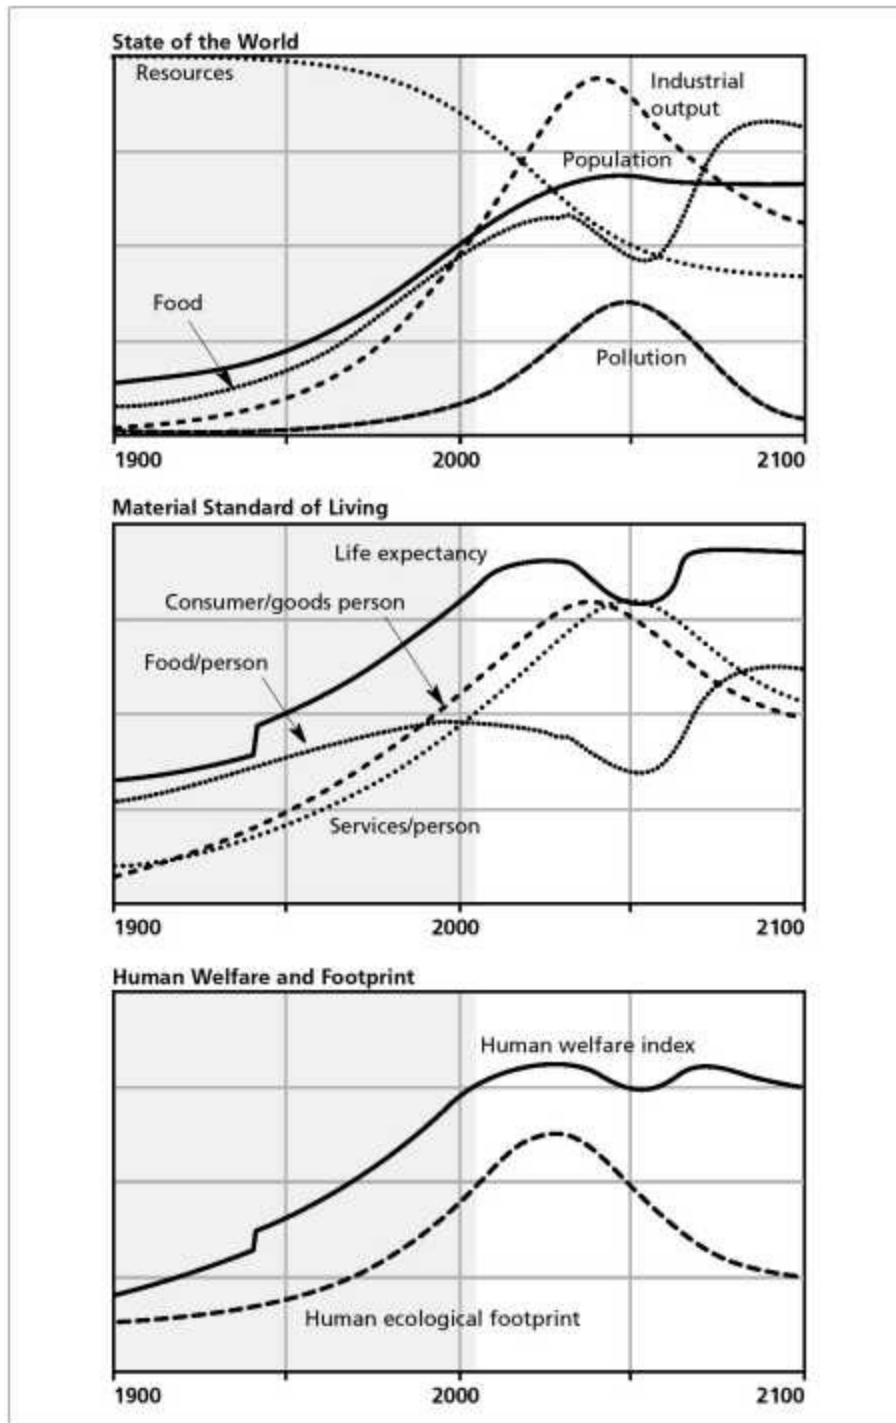 State of the World
Resources
Industrial
output
Population
Food
Pollution
1900 2000 2100
Material Standard of Living
Life expectancy
Consumer/goods person
Food/person
Services/person
1900 2000 2100
Human Welfare and Footprint
Human welfare index
Human ecological footprint
1900 2000 2100